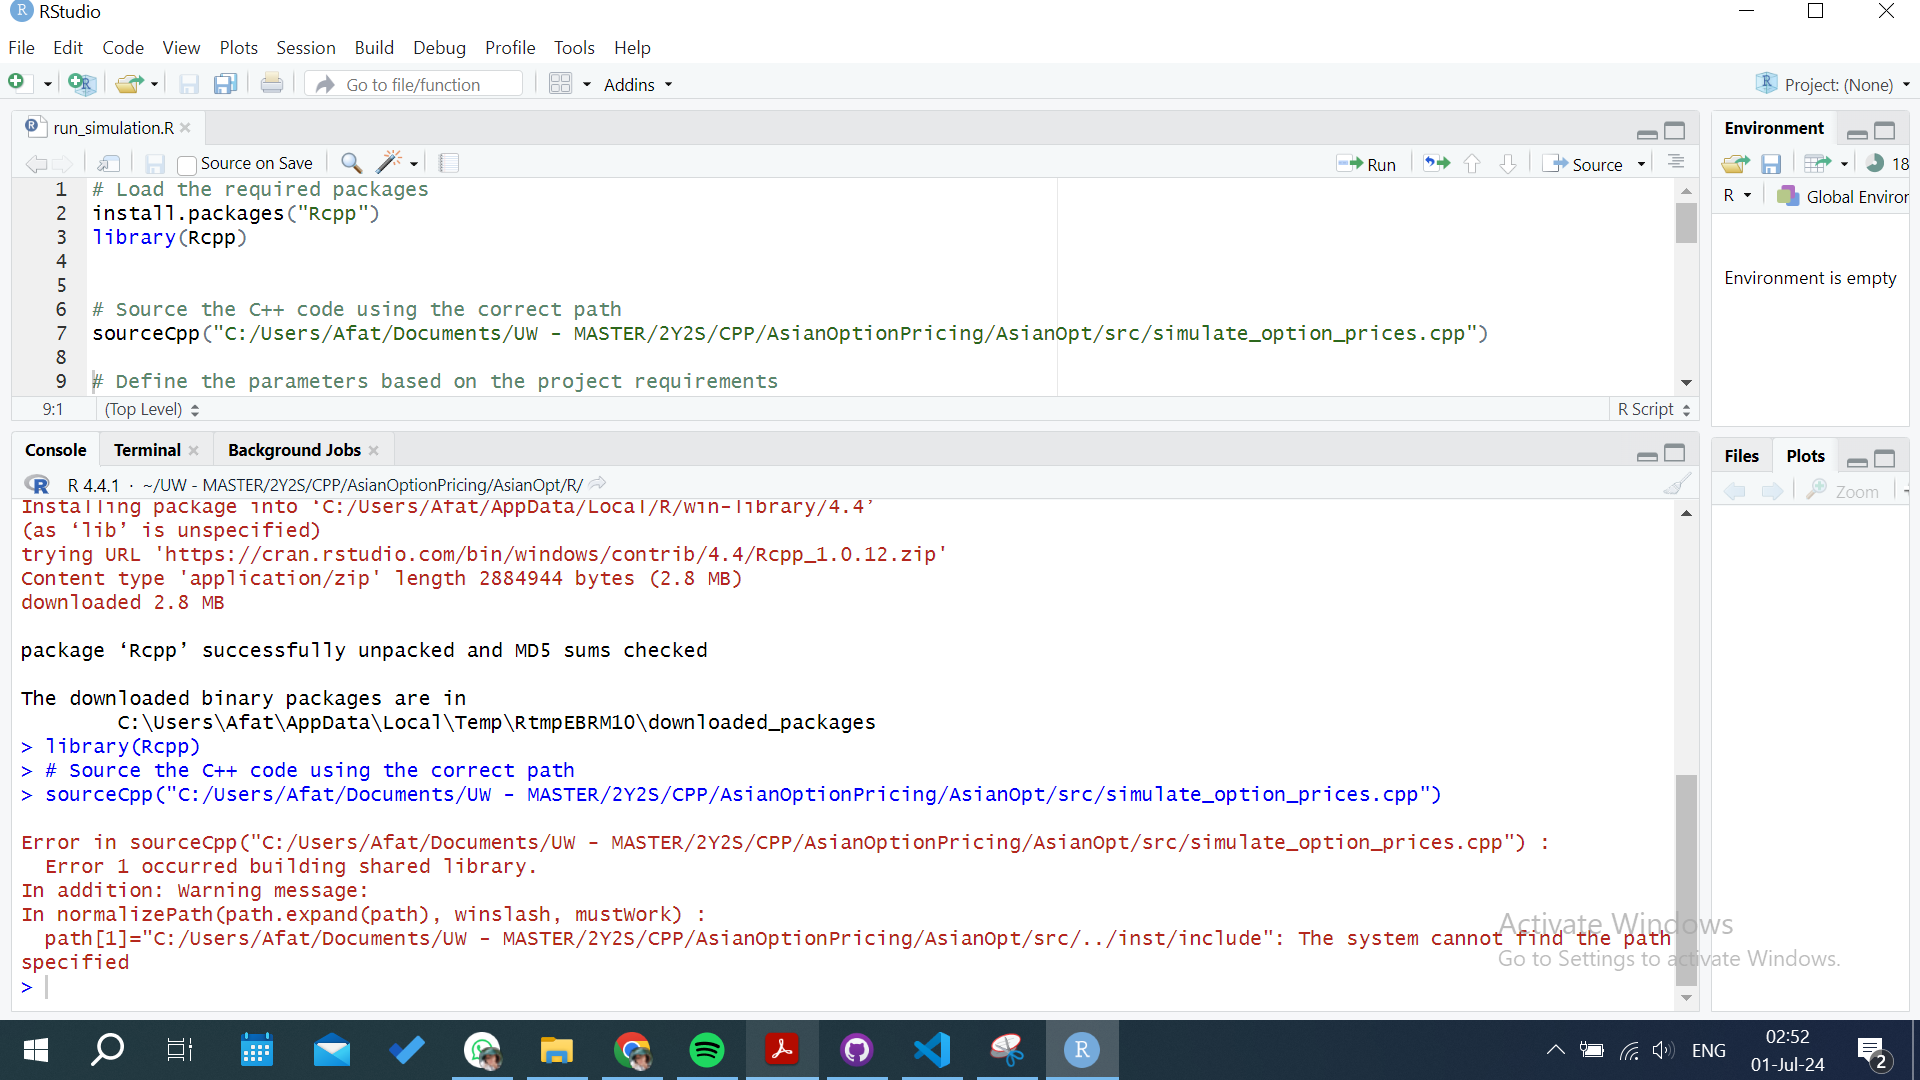 RStudio
File Edit Code View Plots Session Build Debug Profile Tools Help
Go to file/function Addins Project: (None)
run_simulation.R
Source on Save Run Source
1 # Load the required packages
2 install.packages("Rcpp")
3 library(Rcpp)
4
5
6 # Source the C++ code using the correct path
7 sourceCpp("C:/Users/Afat/Documents/UW - MASTER/2Y2S/CPP/AsianOptionPricing/AsianOpt/src/simulate_option_prices.cpp")
8
9 # Define the parameters based on the project requirements
9:1 (Top Level) R Script
Console Terminal Background Jobs
R 4.4.1 · ~/UW - MASTER/2Y2S/CPP/AsianOptionPricing/AsianOpt/R/
Installing package into ‘C:/Users/Afat/AppData/Local/R/win-library/4.4’
(as ‘lib’ is unspecified)
trying URL 'https://cran.rstudio.com/bin/windows/contrib/4.4/Rcpp_1.0.12.zip'
Content type 'application/zip' length 2884944 bytes (2.8 MB)
downloaded 2.8 MB
package ‘Rcpp’ successfully unpacked and MD5 sums checked
The downloaded binary packages are in
C:\Users\Afat\AppData\Local\Temp\RtmpEBRM10\downloaded_packages
> library(Rcpp)
> # Source the C++ code using the correct path
> sourceCpp("C:/Users/Afat/Documents/UW - MASTER/2Y2S/CPP/AsianOptionPricing/AsianOpt/src/simulate_option_prices.cpp")
Error in sourceCpp("C:/Users/Afat/Documents/UW - MASTER/2Y2S/CPP/AsianOptionPricing/AsianOpt/src/simulate_option_prices.cpp") :
Error 1 occurred building shared library.
In addition: Warning message:
In normalizePath(path.expand(path), winslash, mustWork) :
path[1]="C:/Users/Afat/Documents/UW - MASTER/2Y2S/CPP/AsianOptionPricing/AsianOpt/src/../inst/include": The system cannot find the path
specified
>
Environment
18
R Global Enviror
Environment is empty
Files Plots
Zoom
Activate Windows
Go to Settings to activate Windows.
ENG
02:52
01-Jul-24
2